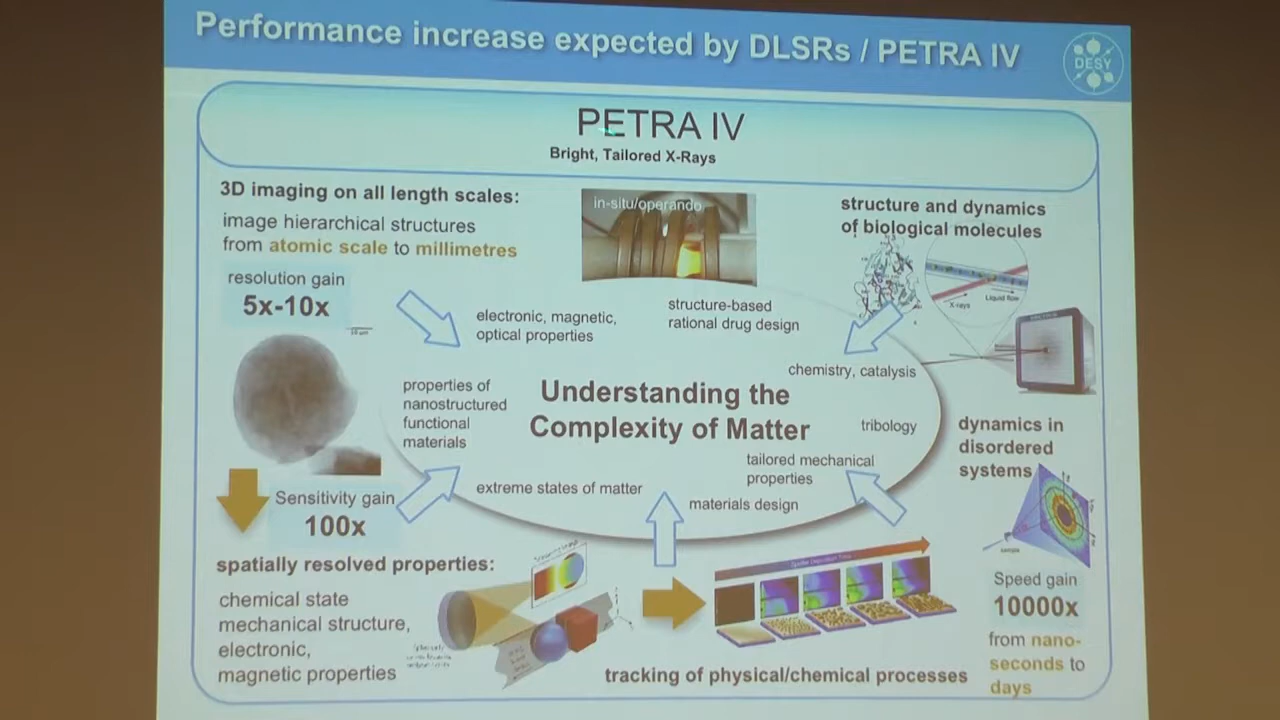 Performance increase expected by DLSRs / PETRA IV
DESY
PETRA IV
Bright, Tailored X-Rays
3D imaging on all length scales:
image hierarchical structures
from atomic scale to millimetres
resolution gain
5x-10x
in-situ/operando
structure and dynamics
of biological molecules
X-rays
Liquid flow
electronic, magnetic,
optical properties
structure-based
rational drug design
chemistry, catalysis
properties of
nanostructured
functional
materials
Understanding the
Complexity of Matter
tribology
tailored mechanical
properties
extreme states of matter
materials design
dynamics in
disordered
systems
sample
Sensitivity gain
100x
spatially resolved properties:
chemical state
mechanical structure,
electronic,
magnetic properties
tracking of physical/chemical processes
Speed gain
10000x
from nano-
seconds to
days